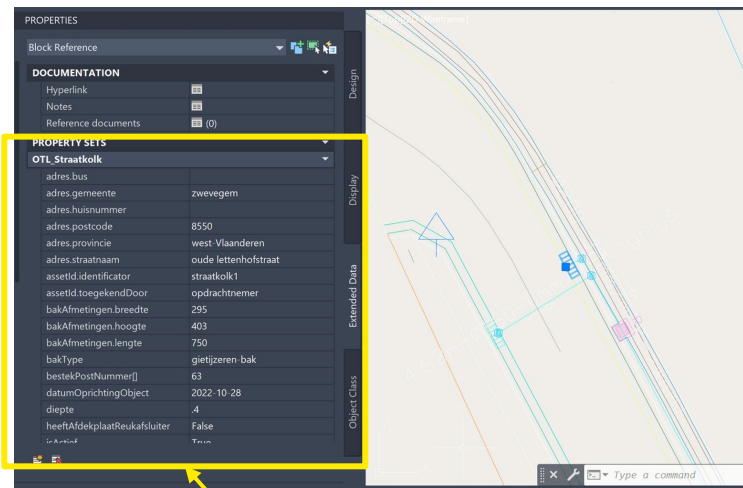 PROPERTIES
Block Reference
DOCUMENTATION
Hyperlink
Notes
Reference documents (0)
PROPERTY SETS
OTL_Straatkolk
adres.bus
adres.gemeente zwevegem
adres.huisnummer
adres.postcode 8550
adres.provincie west-Vlaanderen
adres.straatnaam oude lettenhofstraat
assetId.identificator straatkolk1
assetId.toegekendDoor opdrachtnemer
bakAfmetingen.breedte 295
bakAfmetingen.hoogte 403
bakAfmetingen.lengte 750
bakType gietijzeren-bak
bestekPostNummer[] 63
datumOprichtingObject 2022-10-28
diepte .4
heeftAfdekplaatReukafsluiter False
isActief True
Design
Display
Extended Data
Object Class
Type a command